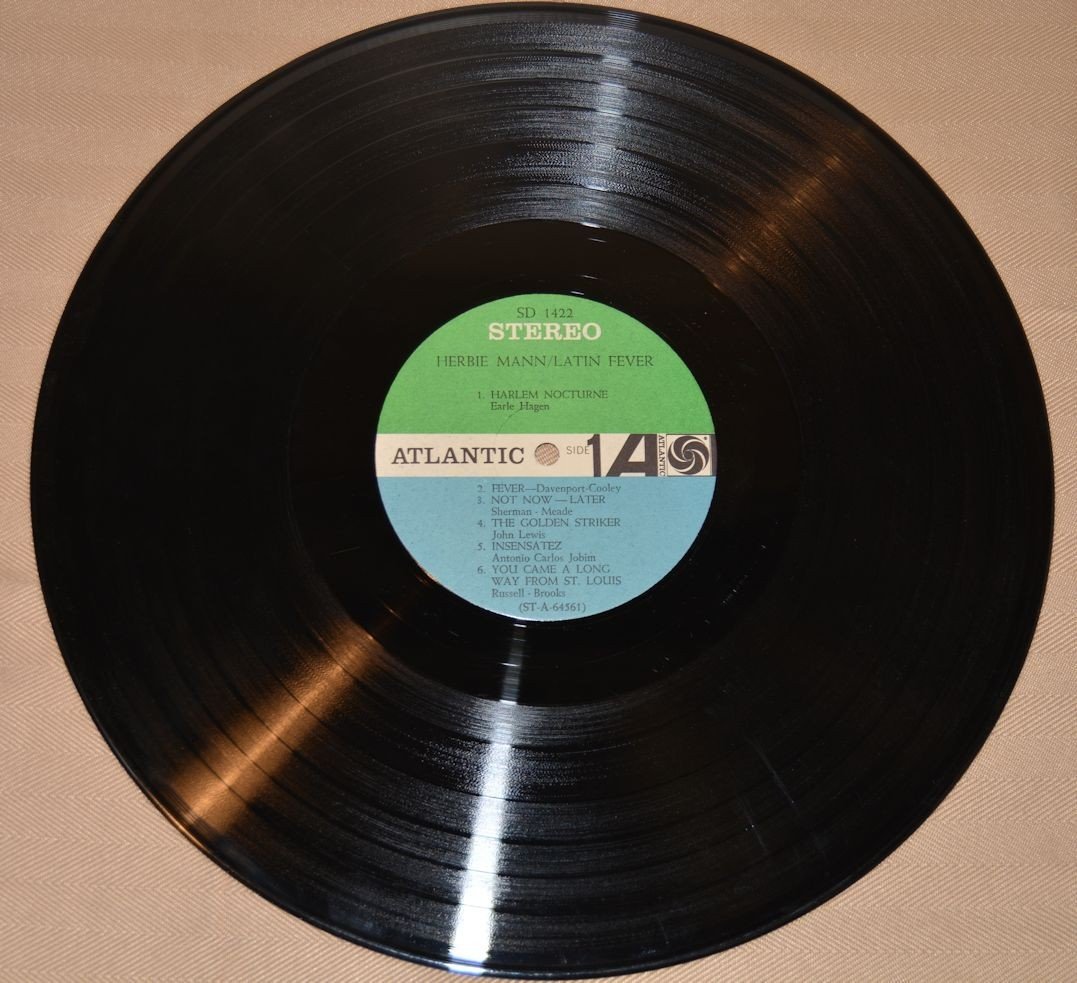 SD 1422
STEREO
HERBIE MANN/LATIN FEVER
1. HARLEM NOCTURNE
Earle Hagen
ATLANTIC SIDE 1 A ATLANTIC
2. FEVER—Davenport-Cooley
3. NOT NOW — LATER
Sherman - Meade
4. THE GOLDEN STRIKER
John Lewis
5. INSENSATEZ
Antonio Carlos Jobim
6. YOU CAME A LONG
WAY FROM ST. LOUIS
Russell - Brooks
(ST-A-64561)